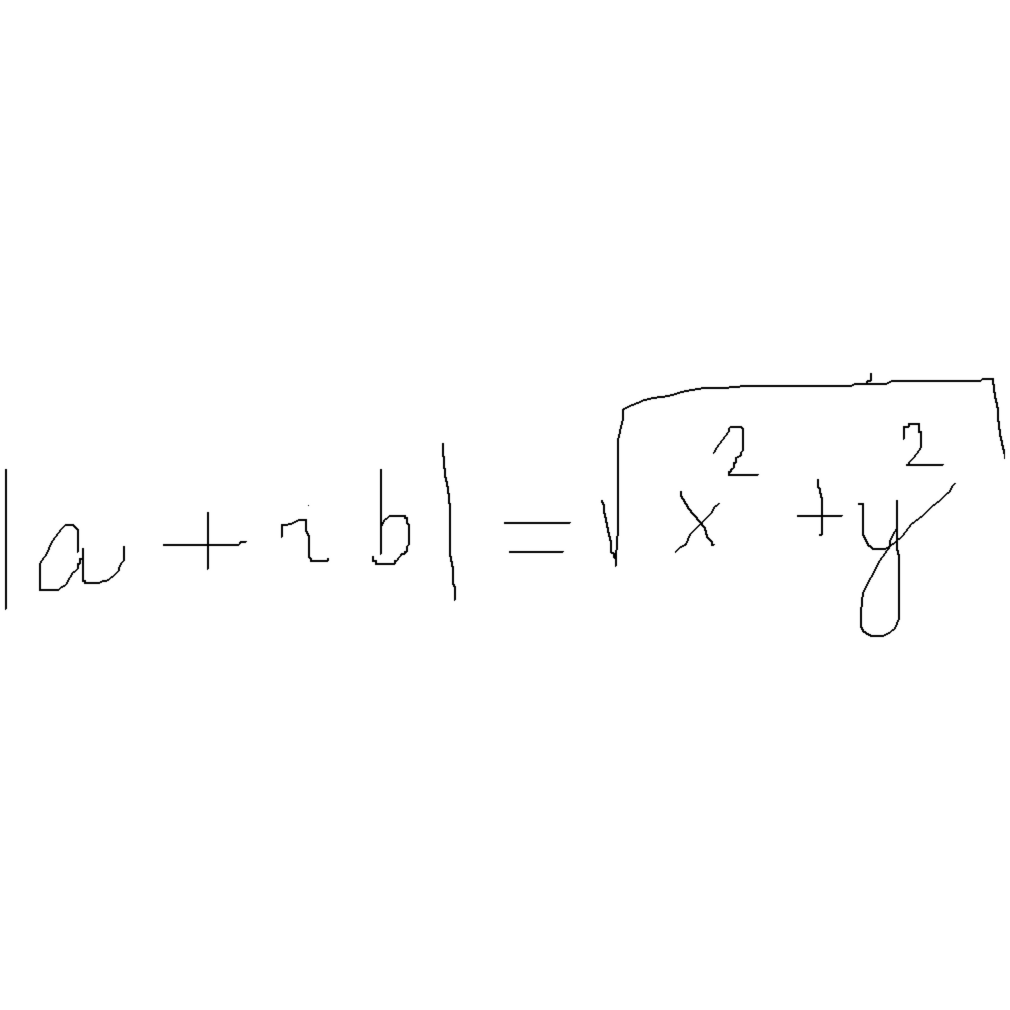 |a + ib| = √(x² + y²)